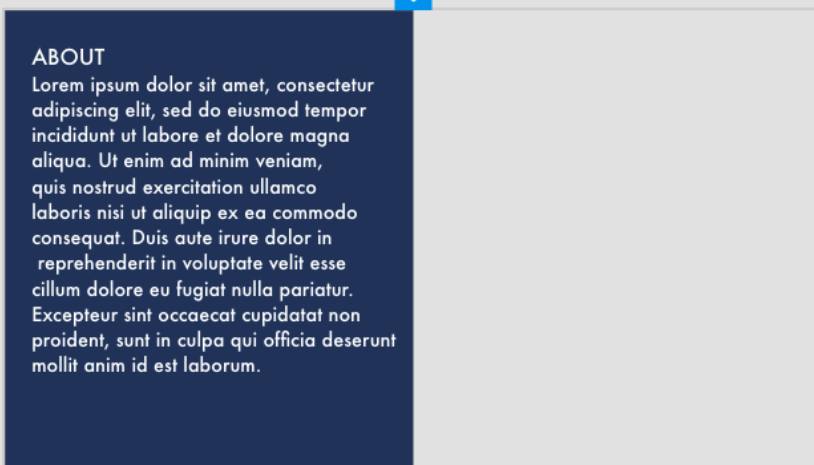 ABOUT
Lorem ipsum dolor sit amet, consectetur
adipiscing elit, sed do eiusmod tempor
incididunt ut labore et dolore magna
aliqua. Ut enim ad minim veniam,
quis nostrud exercitation ullamco
laboris nisi ut aliquip ex ea commodo
consequat. Duis aute irure dolor in
reprehenderit in voluptate velit esse
cillum dolore eu fugiat nulla pariatur.
Excepteur sint occaecat cupidatat non
proident, sunt in culpa qui officia deserunt
mollit anim id est laborum.